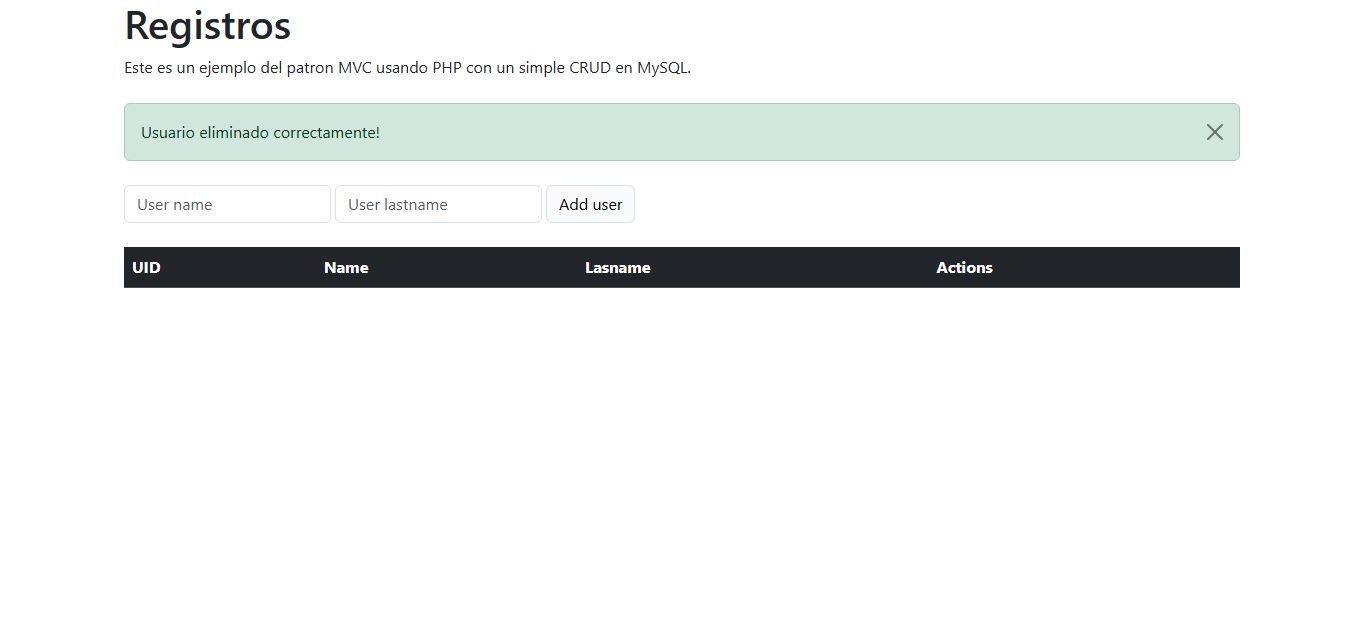 Registros
Este es un ejemplo del patron MVC usando PHP con un simple CRUD en MySQL.
Usuario eliminado correctamente!
User name User lastname Add user
UID Name Lasname Actions